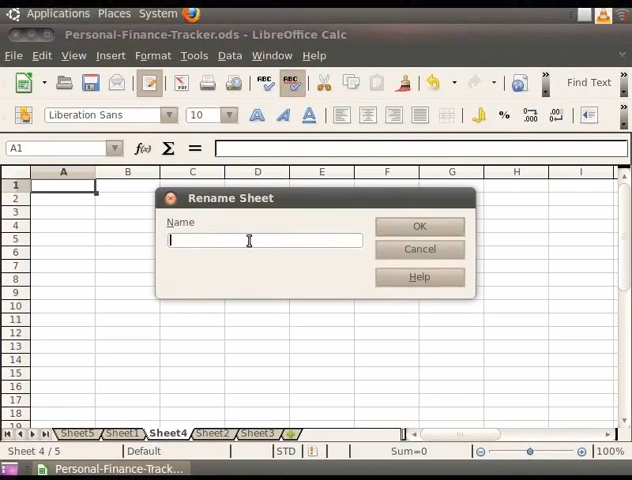 Applications Places System
Personal-Finance-Tracker.ods - LibreOffice Calc
File Edit View Insert Format Tools Data Window Help
Find Text
Liberation Sans 10
A1 f(x) Σ =
A B C D E F G H I
1
2
3
4
5
6
7
8
9
10
11
12
13
14
15
16
17
18
19
Rename Sheet
Name
OK
Cancel
Help
Sheet5 Sheet1 Sheet4 Sheet2 Sheet3
Sheet 4 / 5 Default STD Sum=0 100%
Personal-Finance-Track...